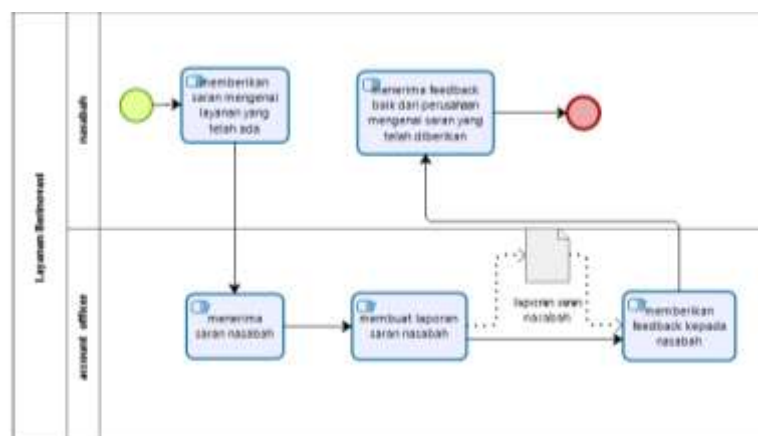 Layanan Berinovasi
nasabah
memberikan
saran mengenai
layanan yang
telah ada
menerima feedback
baik dari perusahaan
mengenai saran yang
telah diberikan
account officer
menerima
saran nasabah
membuat laporan
saran nasabah
laporan saran
nasabah
memberikan
feedback kepada
nasabah